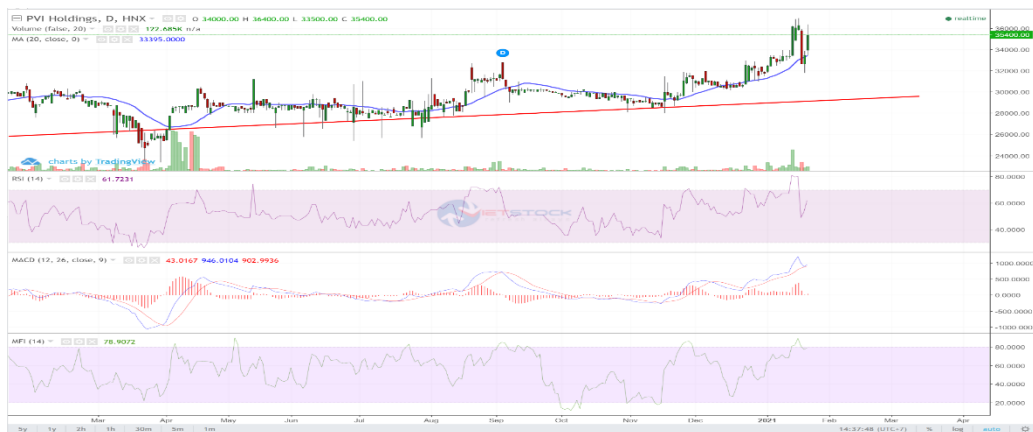 PVI Holdings, D, HNX O 34000.00 H 36400.00 L 33500.00 C 35400.00 realtime
Volume (false, 20) 172.685K n/a
MA (20, close, 0) 33395.0000
36000.00
35400.00
34000.00
32000.00
30000.00
28000.00
26000.00
24000.00
D
charts by TradingView
RSI (14) 61.7231
80.0000
60.0000
40.0000
VIETSTOCK
MACD (12, 26, close, 9) 43.0167 946.0104 902.9936
1000.0000
500.0000
0.0000
-500.0000
-1000.0000
MFI (14) 78.9072
80.0000
60.0000
40.0000
20.0000
Mar Apr May Jun Jul Aug Sep Oct Nov Dec 2021 Feb Mar Apr
5y 1y 2h 1h 30m 5m 1m 14:37:48 (UTC+7) % log auto